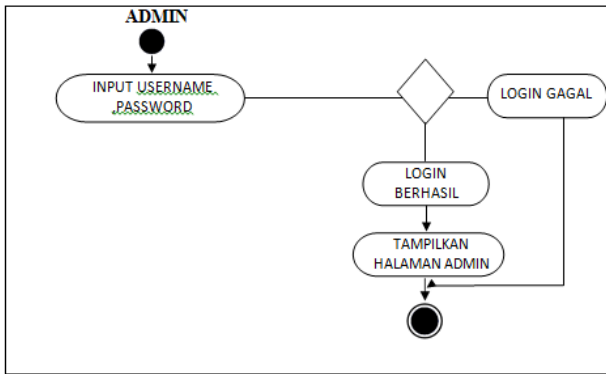 ADMIN
INPUT USERNAME
,PASSWORD
LOGIN GAGAL
LOGIN
BERHASIL
TAMPILKAN
HALAMAN ADMIN